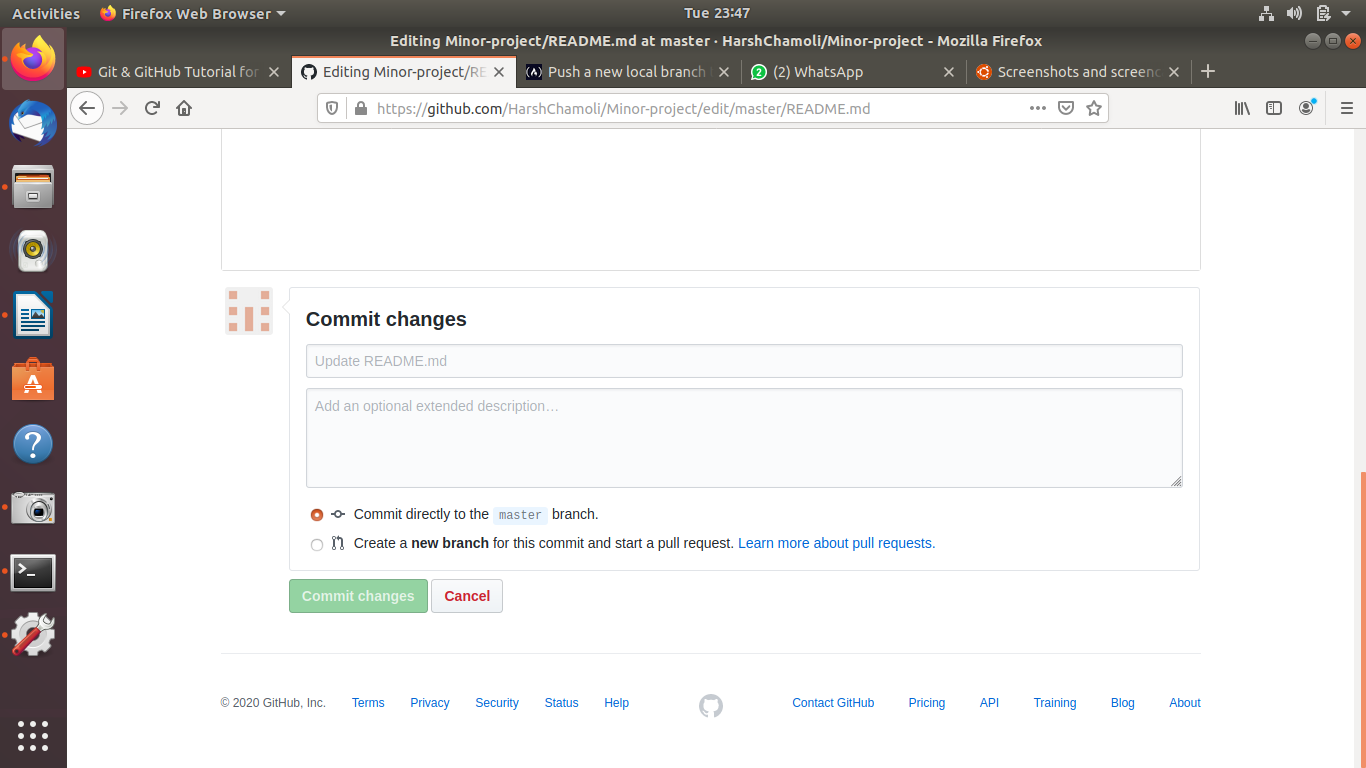 Activities Firefox Web Browser Tue 23:47
Editing Minor-project/README.md at master · HarshChamoli/Minor-project - Mozilla Firefox
Git & GitHub Tutorial for Editing Minor-project/RE Push a new local branch (2) WhatsApp Screenshots and screenc
https://github.com/HarshChamoli/Minor-project/edit/master/README.md
Commit changes
Update README.md
Add an optional extended description…
Commit directly to the master branch.
Create a new branch for this commit and start a pull request. Learn more about pull requests.
Commit changes Cancel
© 2020 GitHub, Inc. Terms Privacy Security Status Help Contact GitHub Pricing API Training Blog About